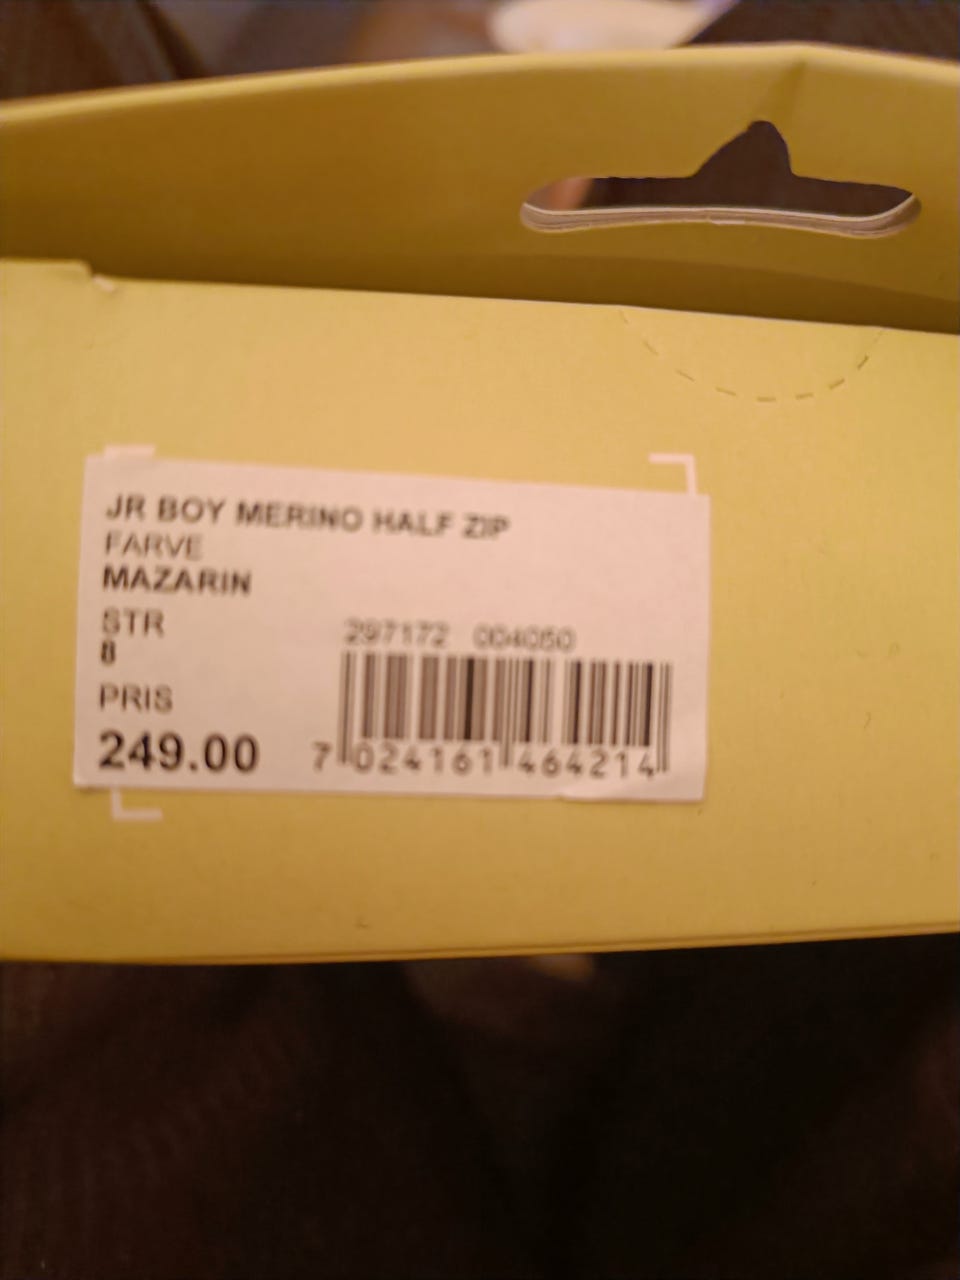 JR BOY MERINO HALF ZIP
FARVE
MAZARIN
STR
8
297172 004050
PRIS
249.00
7 024161 464214